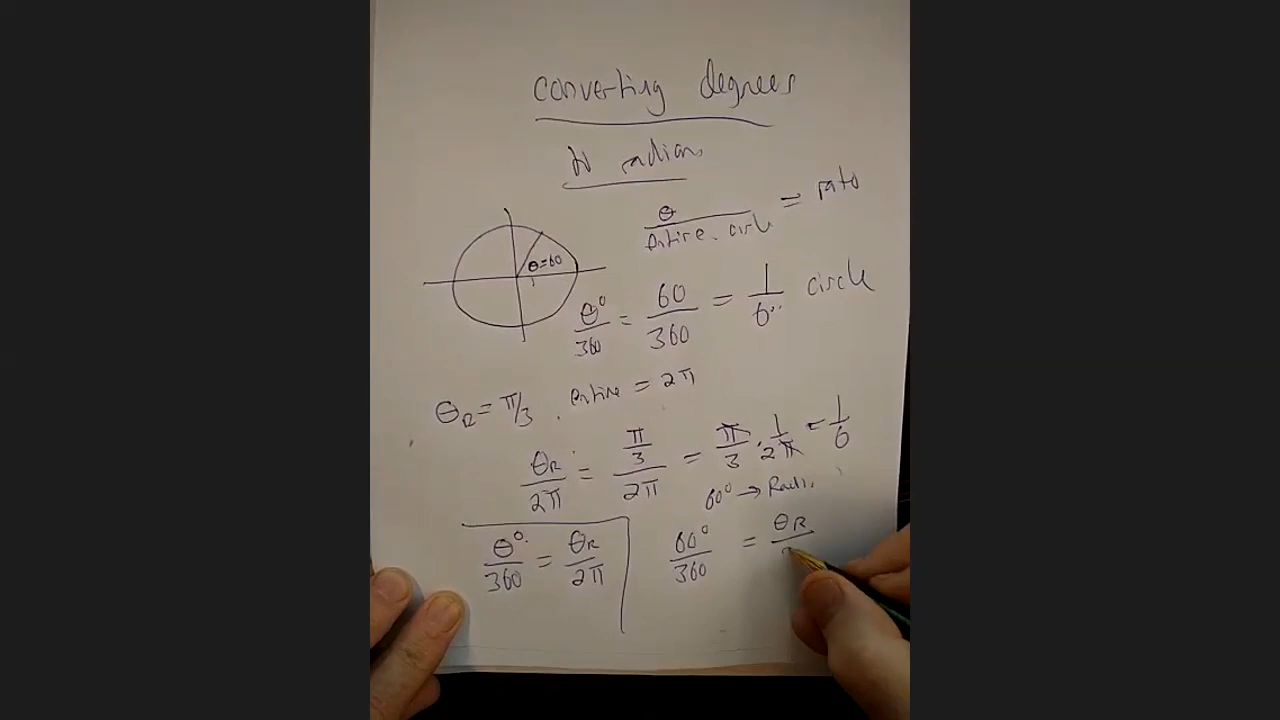 converting degrees
to radians
θ / entire circle = ratio
θ=60
θ° / 360 = 60 / 360 = 1 / 6 circle
θR = π/3 . entire = 2π
θR / 2π = π/3 / 2π = π/3 . 1/2π = 1/6
60° → Radi
θ° / 360 = θR / 2π
60° / 360 = θR